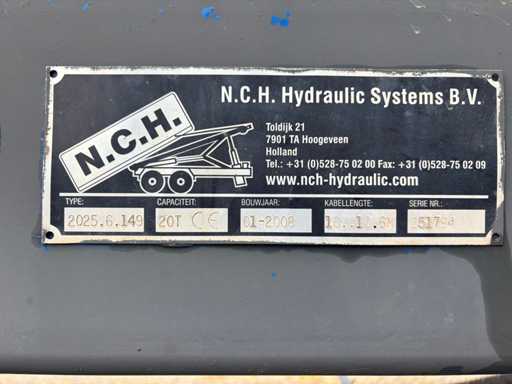 N.C.H. Hydraulic Systems B.V.
N.C.H.
Toldijk 21
7901 TA Hoogeveen
Holland
Tel.: +31 (0)528-75 02 00 Fax: +31 (0)528-75 02 09
www.nch-hydraulic.com
TYPE: CAPACITEIT: BOUWJAAR: KABELLENGTE: SERIE NR.:
2025.6.149 20T CE 01-2008